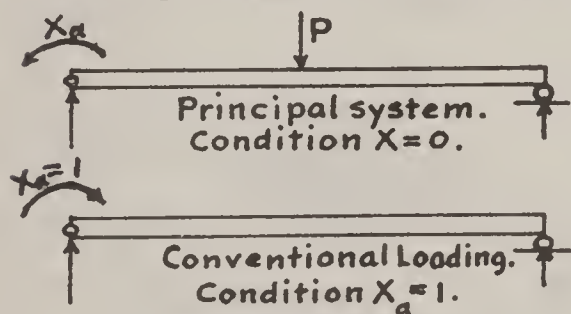 Xa
P
Principal system.
Condition X=0.
Xa=1
Conventional Loading.
Condition Xa=1.